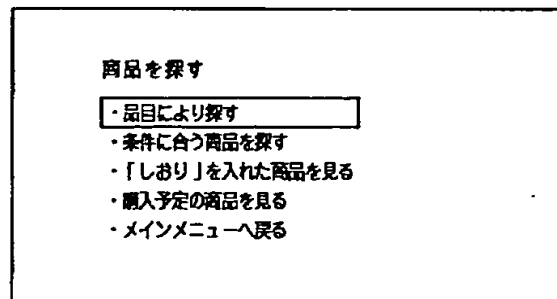 商品を探す
・品目により探す
・条件に合う商品を探す
・「しおり」を入れた商品を見る
・購入予定の商品を見る
・メインメニューへ戻る